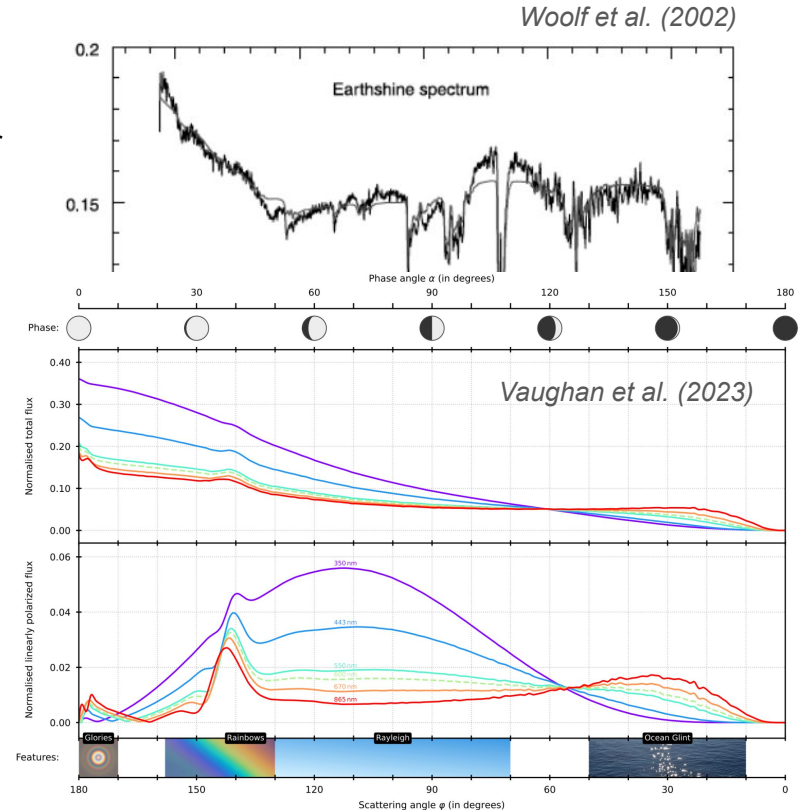 Woolf et al. (2002)
0.2
Earthshine spectrum
0.15
Phase angle α (in degrees)
0 30 60 90 120 150 180
Phase:
0.40
Vaughan et al. (2023)
0.30
0.20
0.10
0.00
Normalised total flux
0.06
350 nm
0.04
443 nm
0.02
550 nm
670 nm
865 nm
0.00
Normalised linearly polarized flux
Glories Rainbows Rayleigh Ocean Glint
Features:
180 150 120 90 60 30 0
Scattering angle φ (in degrees)